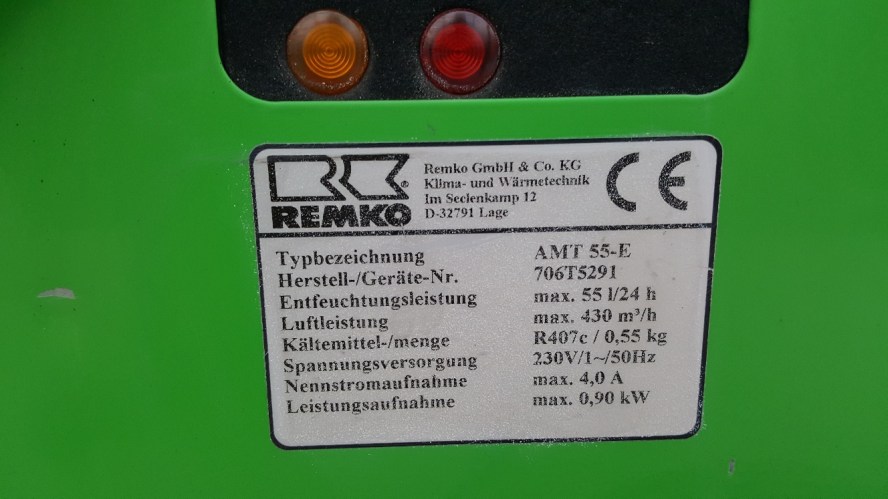 REMKO
Remko GmbH & Co. KG
Klima- und Wärmetechnik
Im Seelenkamp 12
D-32791 Lage
CE
Typbezeichnung AMT 55-E
Herstell-/Geräte-Nr. 706T5291
Entfeuchtungsleistung max. 55 l/24 h
Luftleistung max. 430 m³/h
Kältemittel-/menge R407c / 0,55 kg
Spannungsversorgung 230V/1~/50Hz
Nennstromaufnahme max. 4,0 A
Leistungsaufnahme max. 0,90 kW